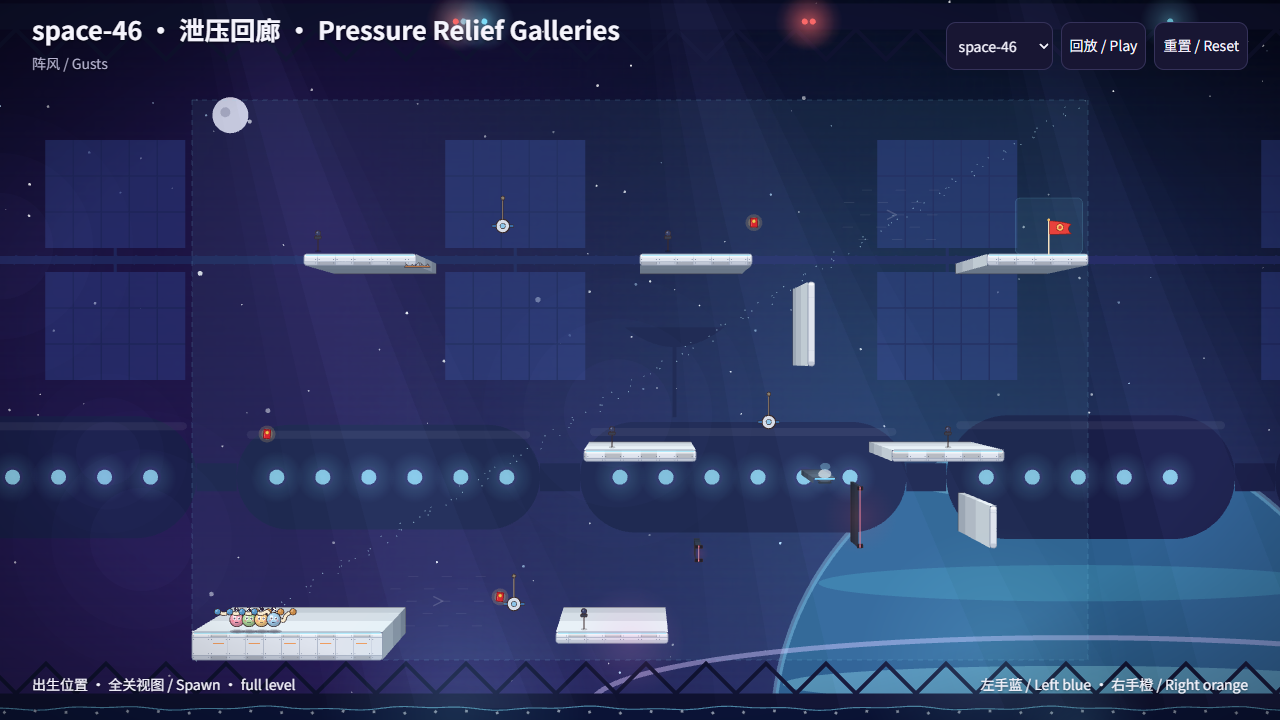 space-46 • 泄压回廊 • Pressure Relief Galleries
阵风 / Gusts
space-46
回放 / Play
重置 / Reset
出生位置 • 全关视图 / Spawn • full level
左手蓝 / Left blue • 右手橙 / Right orange